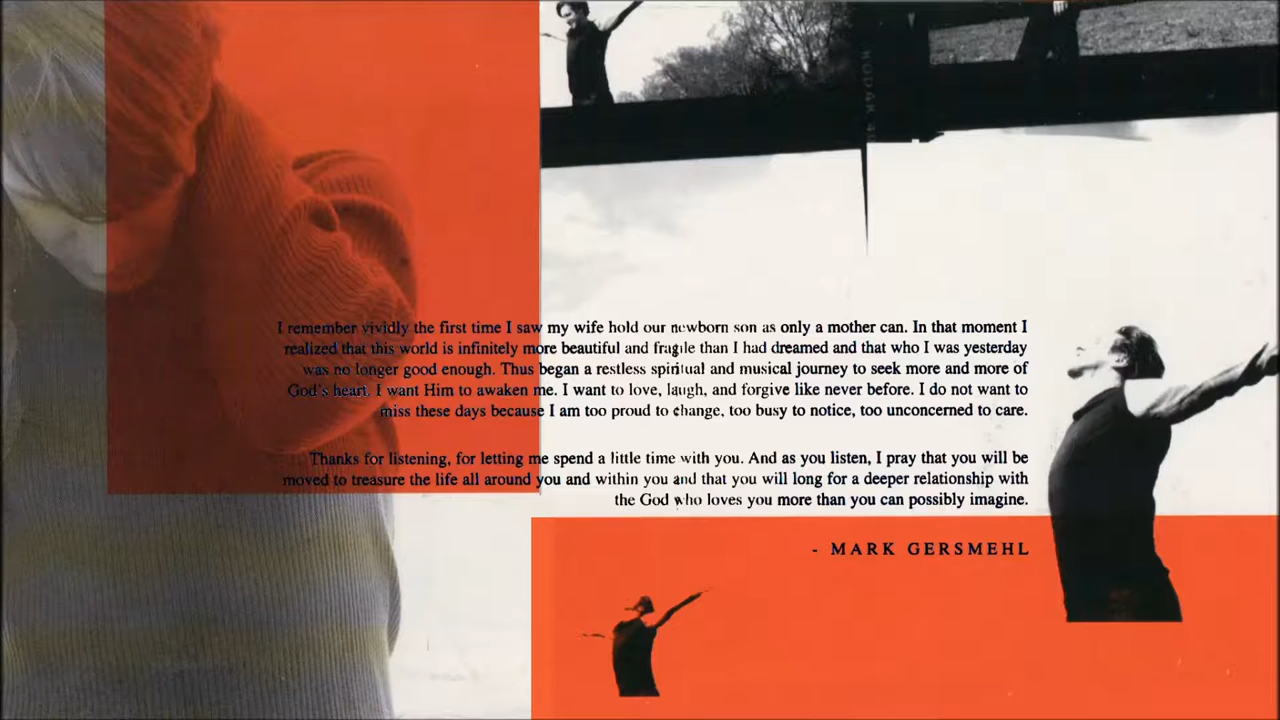 KODAK
I remember vividly the first time I saw my wife hold our newborn son as only a mother can. In that moment I
realized that this world is infinitely more beautiful and fragile than I had dreamed and that who I was yesterday
was no longer good enough. Thus began a restless spiritual and musical journey to seek more and more of
God's heart. I want Him to awaken me. I want to love, laugh, and forgive like never before. I do not want to
miss these days because I am too proud to change, too busy to notice, too unconcerned to care.
Thanks for listening, for letting me spend a little time with you. And as you listen, I pray that you will be
moved to treasure the life all around you and within you and that you will long for a deeper relationship with
the God who loves you more than you can possibly imagine.
- MARK GERSMEHL